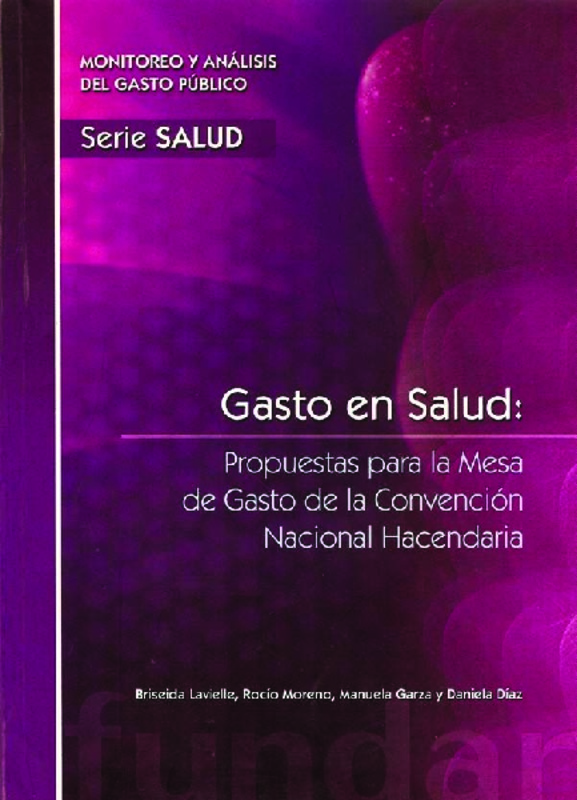 MONITOREO Y ANÁLISIS
DEL GASTO PÚBLICO
Serie SALUD
Gasto en Salud:
Propuestas para la Mesa
de Gasto de la Convención
Nacional Hacendaria
Briseida Lavielle, Rocío Moreno, Manuela Garza y Daniela Díaz
fundar